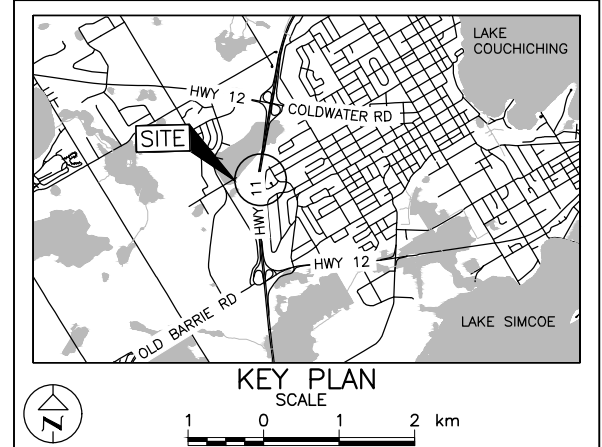 LAKE
COUCHICHING
HWY 12
COLDWATER RD
SITE
HWY 11
HWY 12
OLD BARRIE RD
LAKE SIMCOE
KEY PLAN
SCALE
N
1 0 1 2 km